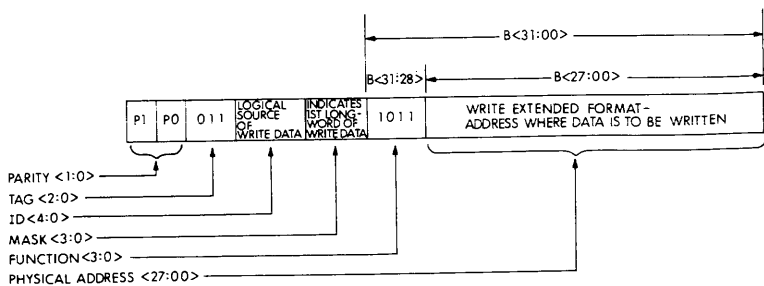 B<31:00>
B<31:28>
B<27:00>
P1
P0
011
LOGICAL
SOURCE
OF
WRITE DATA
INDICATES
1ST LONG-
WORD OF
WRITE DATA
1011
WRITE EXTENDED FORMAT-
ADDRESS WHERE DATA IS TO BE WRITTEN
PARITY <1:0>
TAG <2:0>
ID<4:0>
MASK <3:0>
FUNCTION<3:0>
PHYSICAL ADDRESS <27:00>